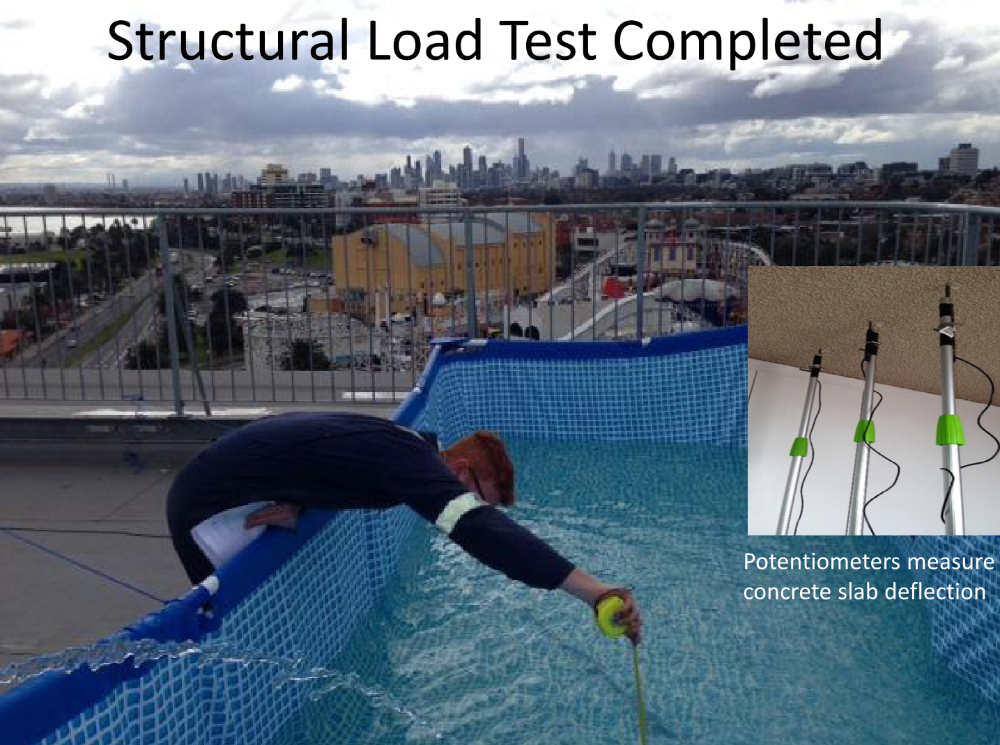 Structural Load Test Completed
Potentiometers measure
concrete slab deflection